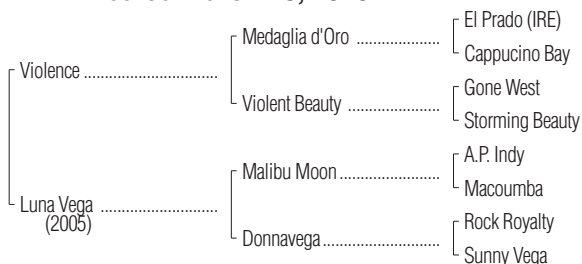 El Prado (IRE)
Medaglia d'Oro ........................
Cappucino Bay
Violence ...............................
Gone West
Violent Beauty ........................
Storming Beauty
A.P. Indy
Malibu Moon ........................
Macoumba
Luna Vega ...........................
(2005)
Rock Royalty
Donnavega ...........................
Sunny Vega